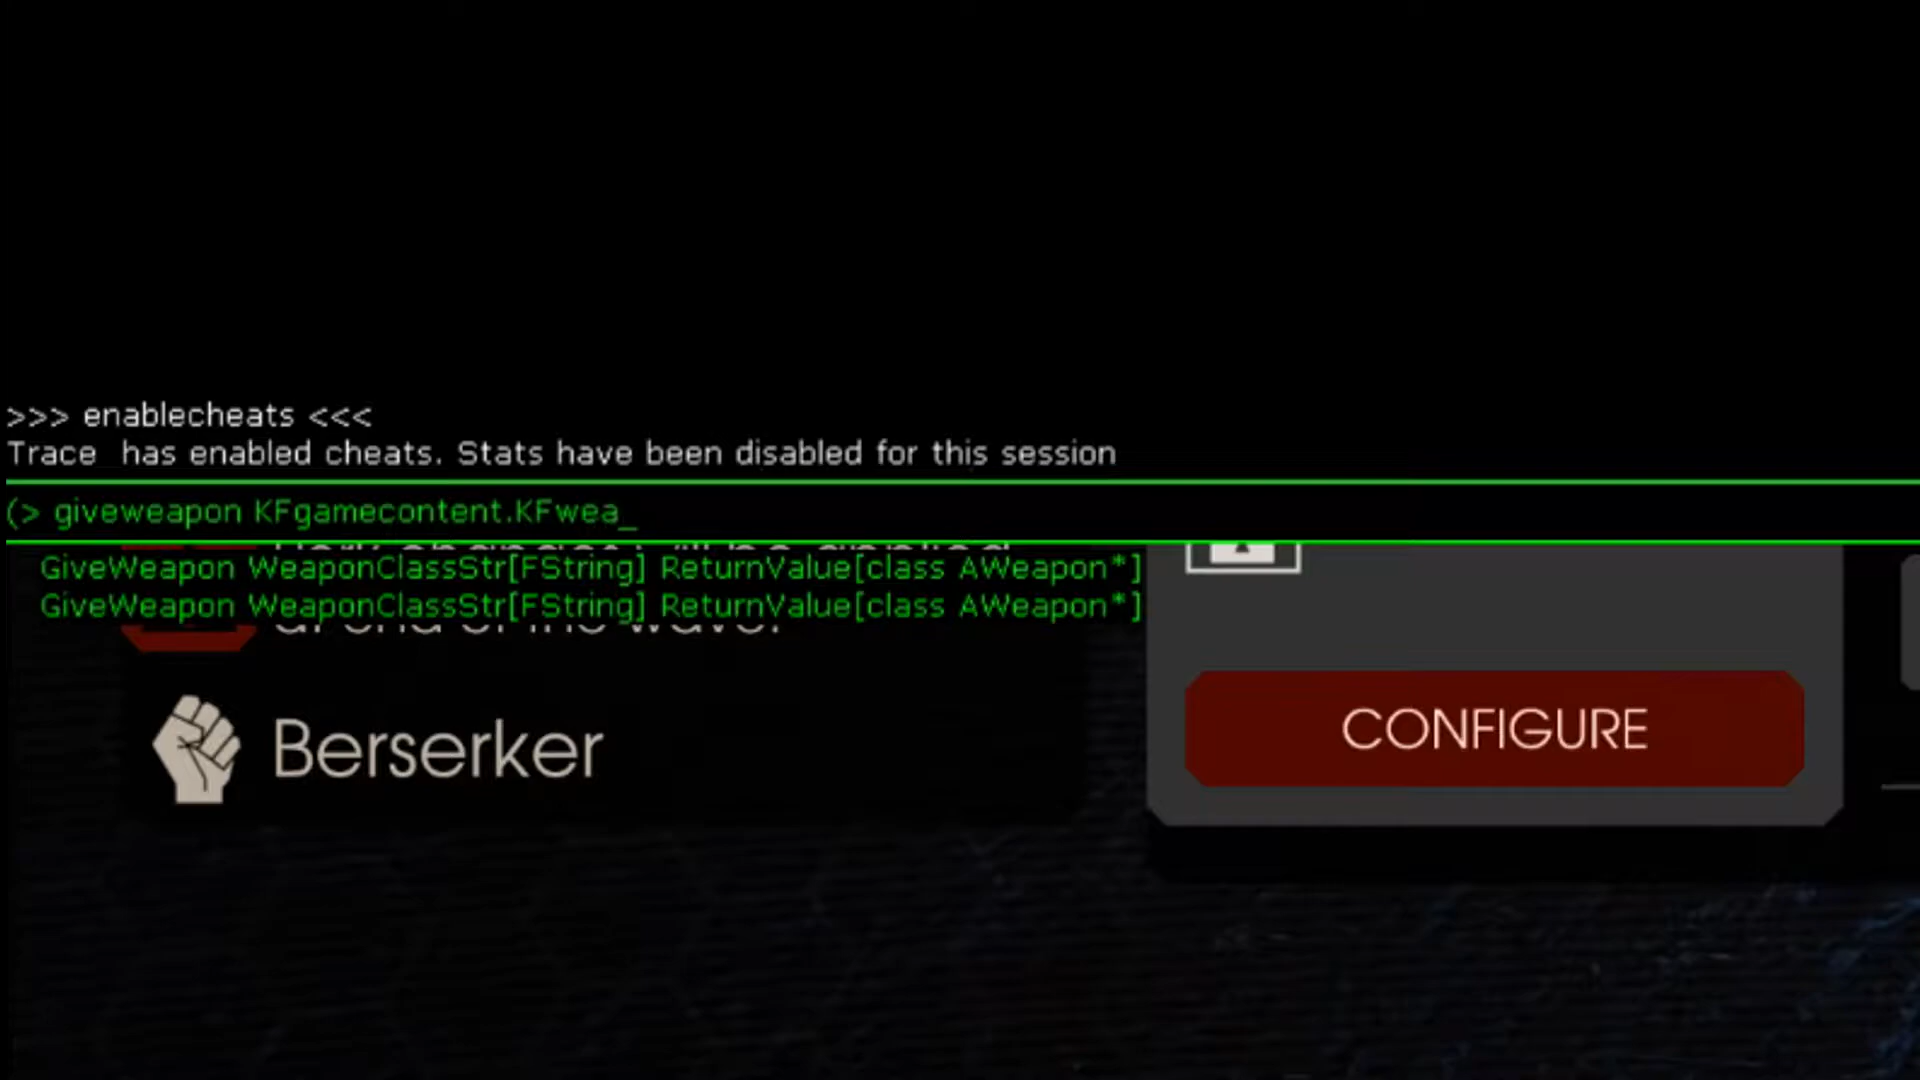 >>> enablecheats <<<
Trace  has enabled cheats. Stats have been disabled for this session
(> giveweapon KFgamecontent.KFwea_
GiveWeapon WeaponClassStr[FString] ReturnValue[class AWeapon*]
GiveWeapon WeaponClassStr[FString] ReturnValue[class AWeapon*]
Berserker
CONFIGURE